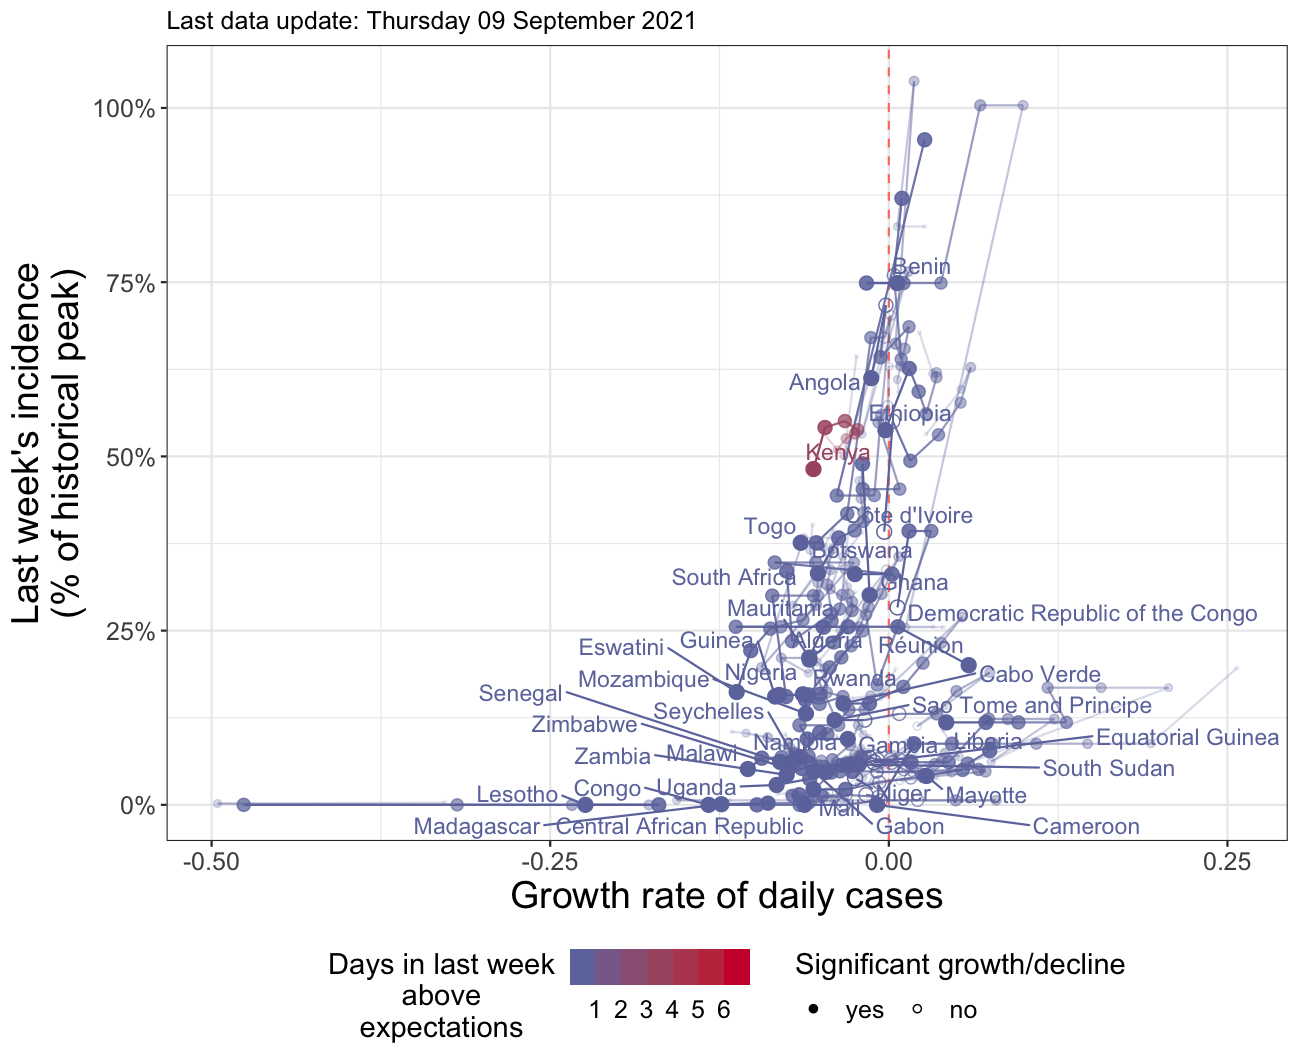 Last data update: Thursday 09 September 2021
100%
75%
50%
25%
0%
Last week's incidence
(% of historical peak)
Benin
Angola
Ethiopia
Kenya
Côte d'Ivoire
Togo
Botswana
South Africa
Ghana
Mauritania
Democratic Republic of the Congo
Eswatini
Guinea
Algeria
Réunion
Mozambique
Nigeria
Rwanda
Cabo Verde
Senegal
Seychelles
Sao Tome and Principe
Zimbabwe
Namibia
Gambia
Liberia
Equatorial Guinea
Zambia
Malawi
South Sudan
Lesotho
Congo
Uganda
Niger
Mayotte
Mali
Madagascar
Central African Republic
Gabon
Cameroon
-0.50
-0.25
0.00
0.25
Growth rate of daily cases
Days in last week
above
expectations
1 2 3 4 5 6
Significant growth/decline
yes
no